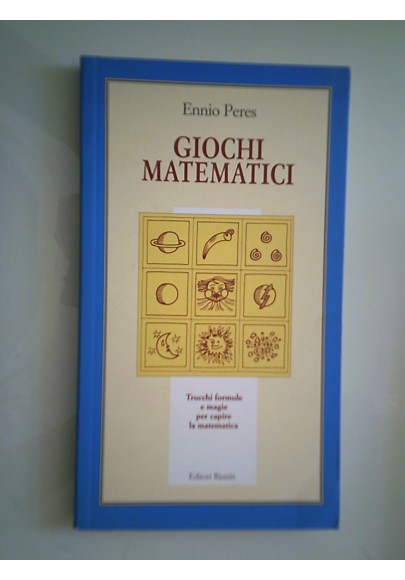 Ennio Peres
GIOCHI
MATEMATICI
Trucchi formule
e magie
per capire
la matematica
Editori Riuniti